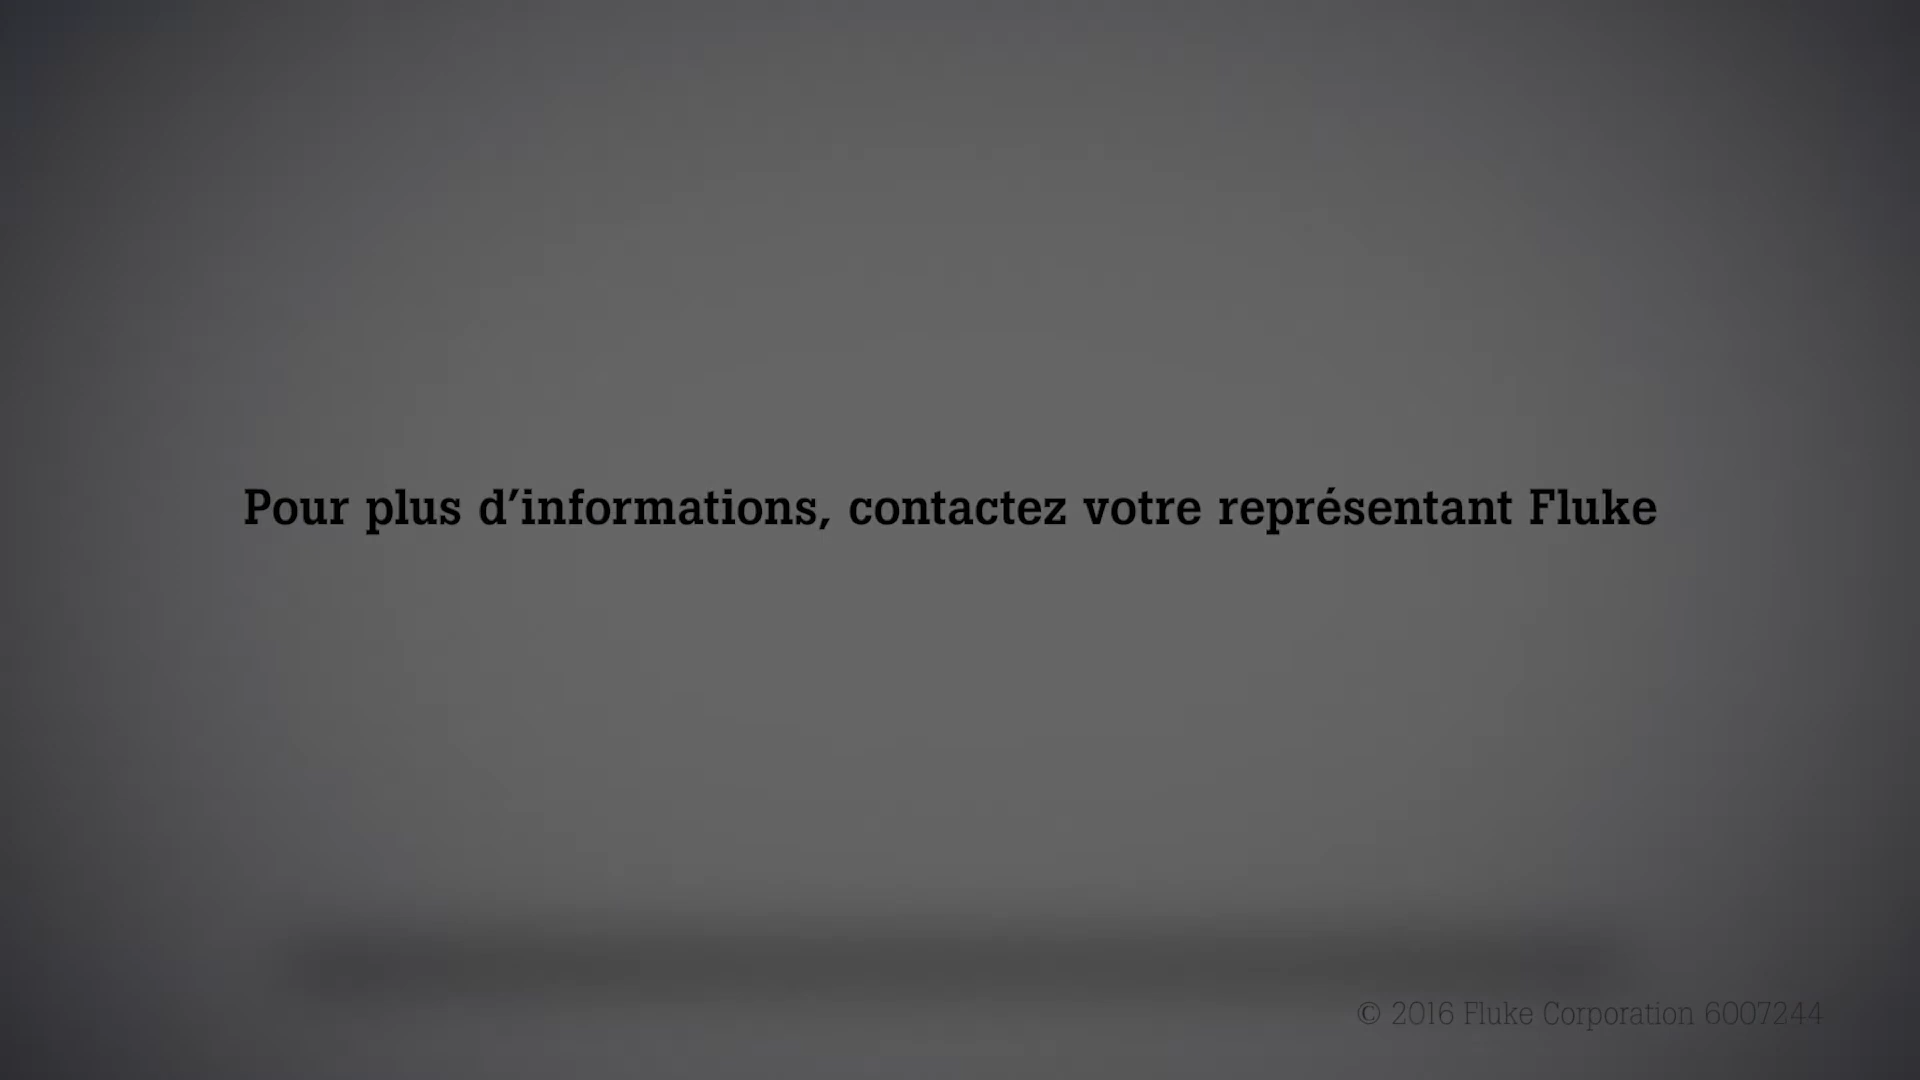 Pour plus d’informations, contactez votre représentant Fluke
© 2016 Fluke Corporation 6007244